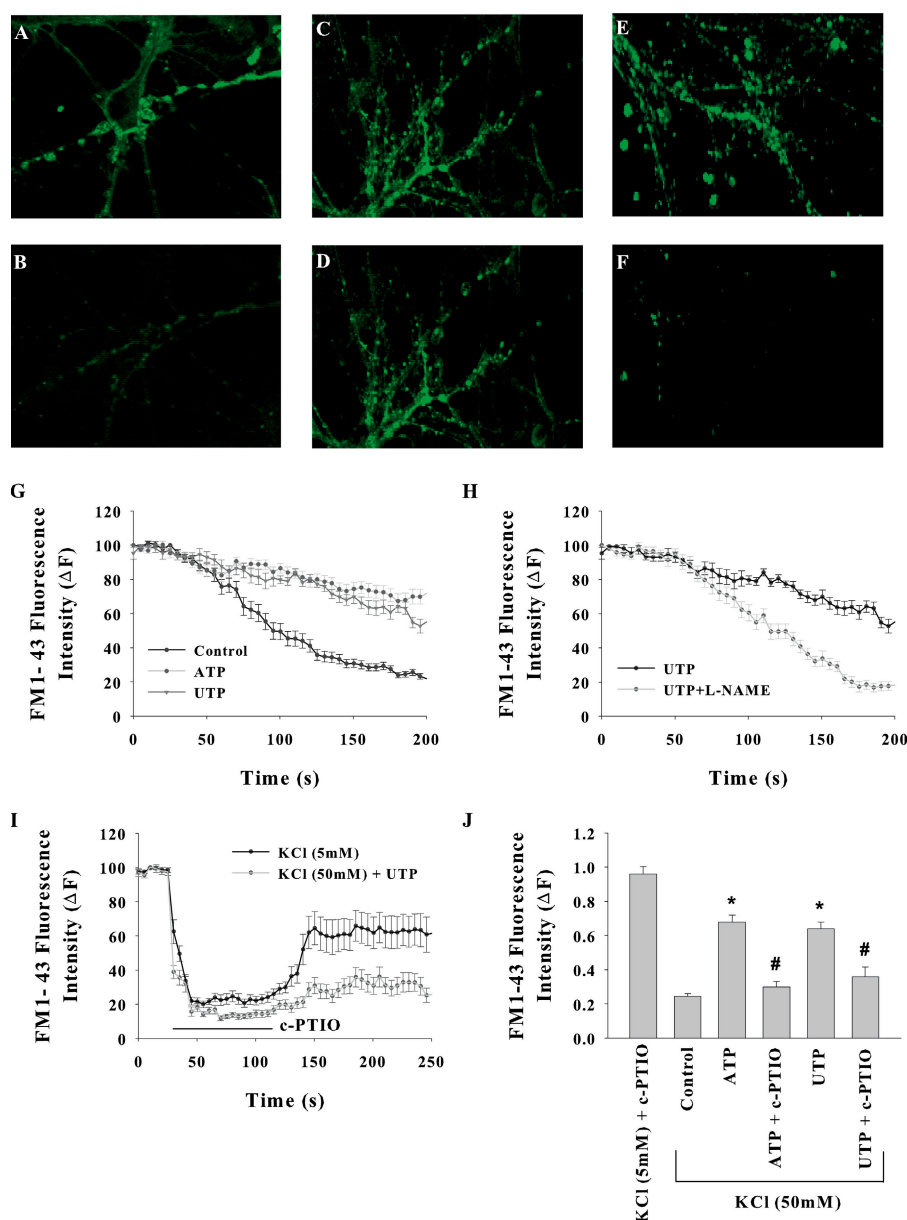 A
C
E
B
D
F
G
FM1- 43 Fluorescence
Intensity (ΔF)
120
100
80
60
40
20
0
Control
ATP
UTP
0
50
100
150
200
Time (s)
H
FM1-43 Fluorescence
Intensity (ΔF)
120
100
80
60
40
20
0
UTP
UTP+L-NAME
0
50
100
150
200
Time (s)
I
FM1- 43 Fluorescence
Intensity (ΔF)
120
100
80
60
40
20
0
KCl (5mM)
KCl (50mM) + UTP
c-PTIO
0
50
100
150
200
250
Time (s)
J
FM1-43 Fluorescence
Intensity (ΔF)
1.2
1.0
0.8
0.6
0.4
0.2
0.0
*
#
*
#
KCl (5mM) + c-PTIO
Control
ATP
ATP + c-PTIO
UTP
UTP + c-PTIO
KCl (50mM)